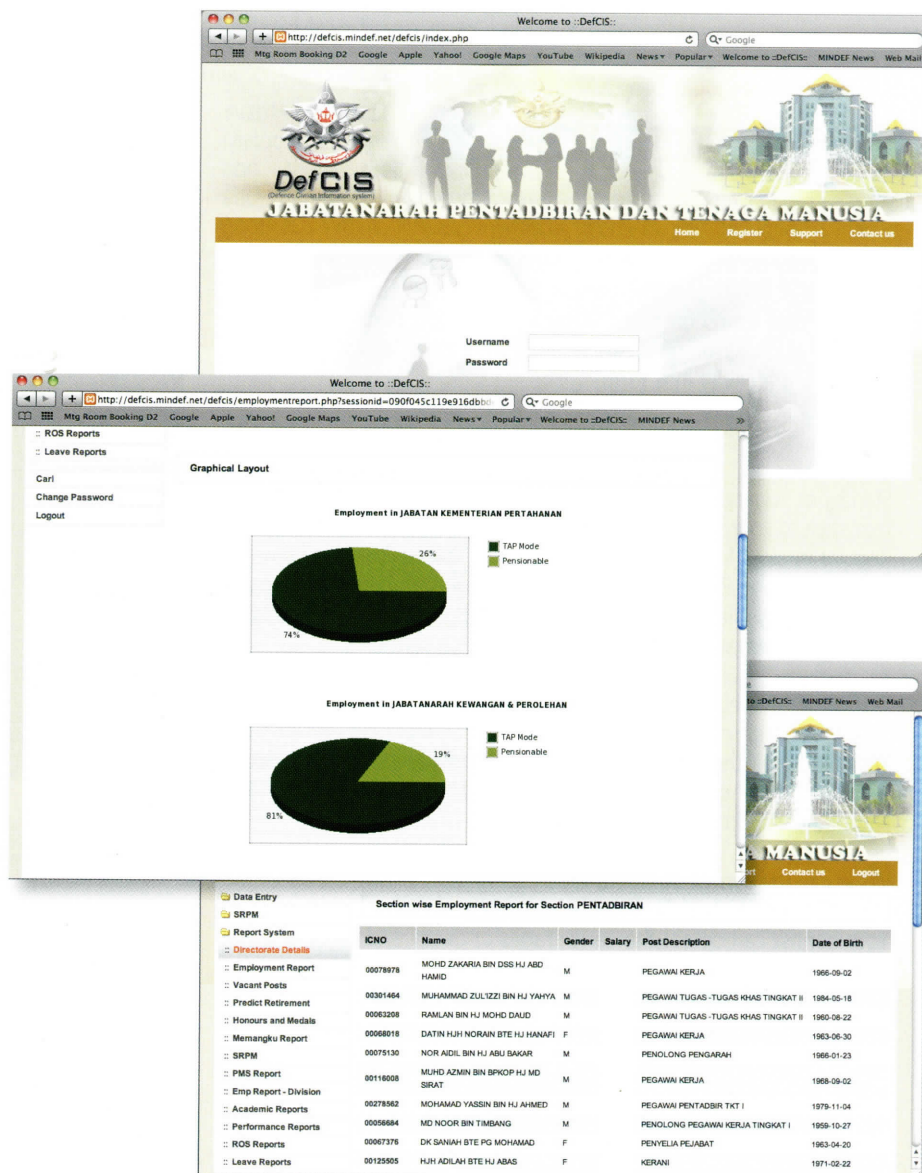 Welcome to ::DefCIS::
http://defcis.mindef.net/defcis/index.php
Google
Mtg Room Booking D2 Google Apple Yahoo! Google Maps YouTube Wikipedia News Popular Welcome to ::DefCIS:: MINDEF News Web Mail
DefCIS
(Defence Civilian Information system)
JABATANARAH PENTADBIRAN DAN TENAGA MANUSIA
Home Register Support Contact us
Username
Password
Welcome to ::DefCIS::
http://defcis.mindef.net/defcis/employmentreport.php?sessionid=090f045c119e916dbb
Google
Mtg Room Booking D2 Google Apple Yahoo! Google Maps YouTube Wikipedia News Popular Welcome to ::DefCIS:: MINDEF News
:: ROS Reports
:: Leave Reports
Cari
Change Password
Logout
Graphical Layout
Employment in JABATAN KEMENTERIAN PERTAHANAN
26%
74%
TAP Mode
Pensionable
Employment in JABATANARAH KEWANGAN & PEROLEHAN
19%
81%
TAP Mode
Pensionable
to ::DefCIS:: MINDEF News Web Mail
A MANUSIA
ort Contact us Logout
Data Entry
SRPM
Report System
:: Directorate Details
:: Employment Report
:: Vacant Posts
:: Predict Retirement
:: Honours and Medals
:: Memangku Report
:: SRPM
:: PMS Report
:: Emp Report - Division
:: Academic Reports
:: Performance Reports
:: ROS Reports
:: Leave Reports
Section wise Employment Report for Section PENTADBIRAN
ICNO Name Gender Salary Post Description Date of Birth
00078978 MOHD ZAKARIA BIN DSS HJ ABD HAMID M PEGAWAI KERJA 1966-09-02
00301464 MUHAMMAD ZUL'IZZI BIN HJ YAHYA M PEGAWAI TUGAS -TUGAS KHAS TINGKAT II 1984-05-18
00063208 RAMLAN BIN HJ MOHD DAUD M PEGAWAI TUGAS -TUGAS KHAS TINGKAT II 1960-08-22
00068018 DATIN HJH NORAIN BTE HJ HANAFI F PEGAWAI KERJA 1963-06-30
00075130 NOR AIDIL BIN HJ ABU BAKAR M PENOLONG PENGARAH 1966-01-23
00116008 MUHD AZMIN BIN BPKOP HJ MD SIRAT M PEGAWAI KERJA 1968-09-02
00278562 MOHAMAD YASSIN BIN HJ AHMED M PEGAWAI PENTADBIR TKT I 1979-11-04
00056684 MD NOOR BIN TIMBANG M PENOLONG PEGAWAI KERJA TINGKAT I 1959-10-27
00067376 DK SANIAH BTE PG MOHAMAD F PENYELIA PEJABAT 1963-04-20
00125505 HJH ADILAH BTE HJ ABAS F KERANI 1971-02-22